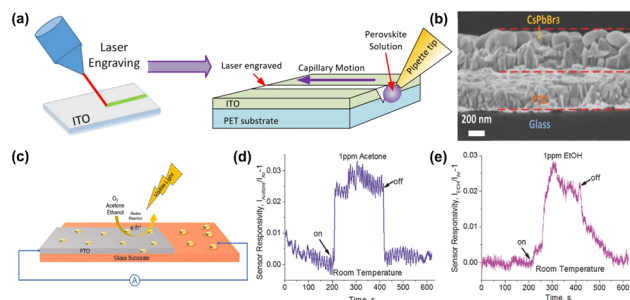 (a)
Laser
Engraving
ITO
Laser engraved
Capillary Motion
Perovskite
Solution
Pipette tip
ITO
PET substrate
(b)
CsPbBr3
FTO
Glass
200 nm
(c)
O₂
Acetone
Ethanol
Redox
Reaction
Visible Light
FTO
Glass Substrate
A
(d)
1ppm Acetone
off
on
Room Temperature
Sensor Responsivity, I_Acetone/I_Air-1
0.04
0.03
0.02
0.01
0.00
0 100 200 300 400 500 600
Time, s
(e)
1ppm EtOH
off
on
Room Temperature
Sensor Responsivity, I_EtOH/I_Air-1
0.03
0.02
0.01
0.00
0 100 200 300 400 500 600
Time, s